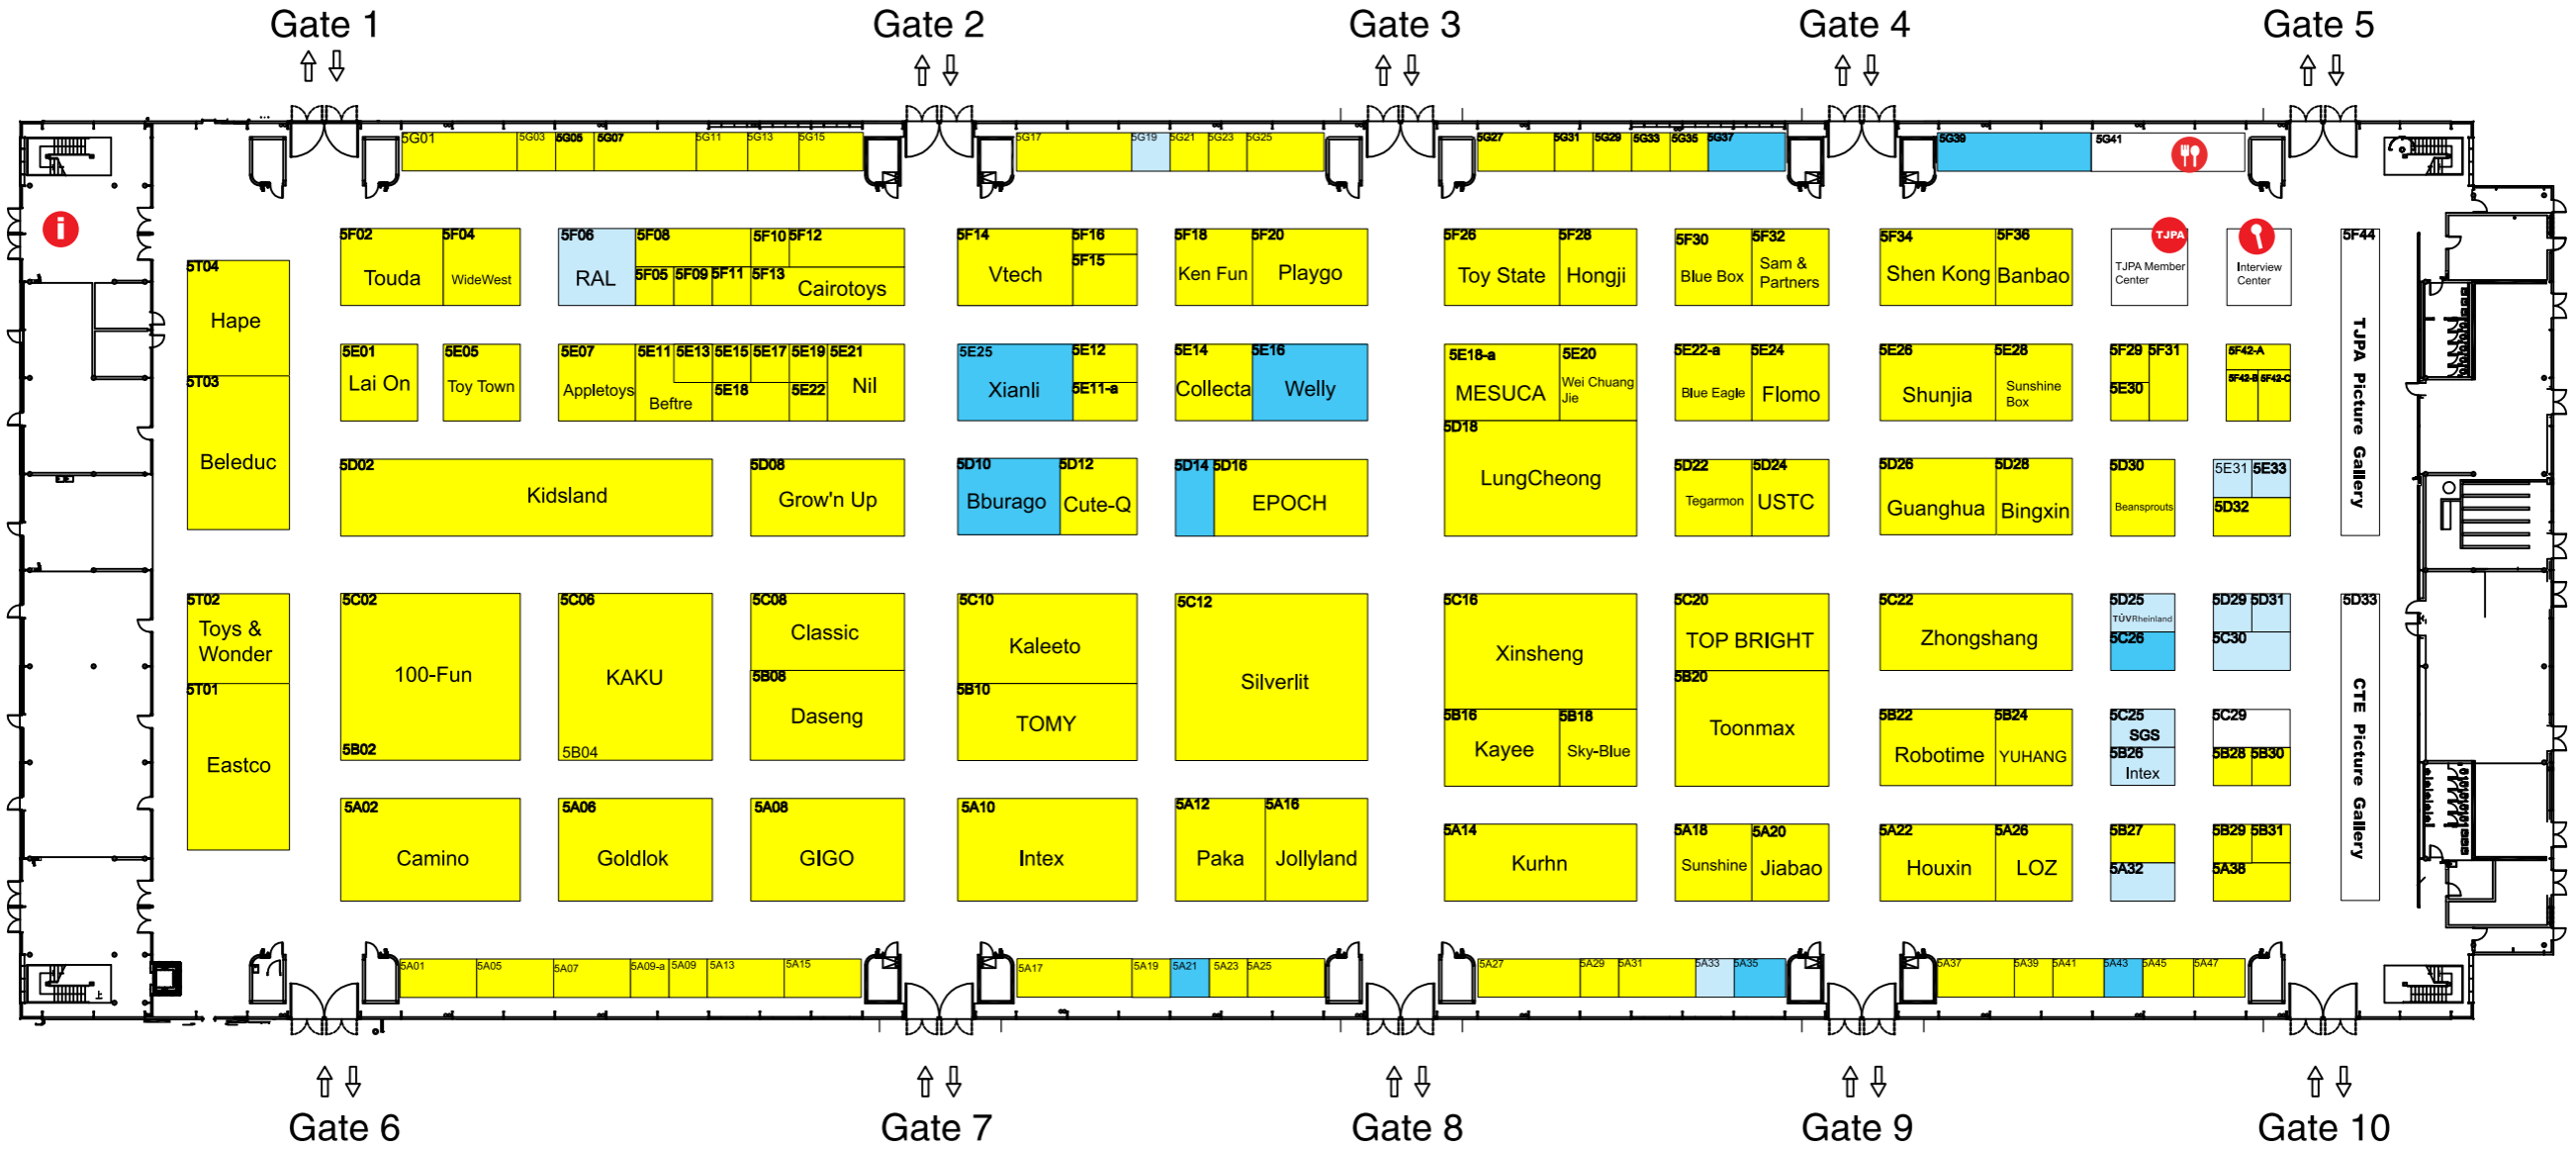 Gate 1
Gate 2
Gate 3
Gate 4
Gate 5
5G01
5G03
5G05
5G07
5G11
5G13
5G15
5G17
5G19
5G21
5G23
5G25
5G27
5G31
5G29
5G33
5G35
5G37
5G39
5G41
i
5T04
Hape
5T03
Beleduc
5T02
Toys &
Wonder
5T01
Eastco
5F02
Touda
5F04
WideWest
5F06
RAL
5F08
5F10
5F12
5F05
5F09
5F11
5F13
Cairotoys
5F14
Vtech
5F16
5F15
5F18
Ken Fun
5F20
Playgo
5F26
Toy State
5F28
Hongji
5F30
Blue Box
5F32
Sam &
Partners
5F34
Shen Kong
5F36
Banbao
TJPA
TJPA Member
Center
Interview
Center
5F44
TJPA Picture Gallery
5E01
Lai On
5E05
Toy Town
5E07
Appletoys
5E11
Beftre
5E13
5E15
5E17
5E19
5E21
Nil
5E18
5E22
5E25
Xianli
5E12
5E11-a
5E14
Collecta
5E16
Welly
5E18-a
MESUCA
5E20
Wei Chuang
Jie
5E22-a
Blue Eagle
5E24
Flomo
5E26
Shunjia
5E28
Sunshine
Box
5F29
5F31
5E30
5F42-A
5F42-B
5F42-C
5D02
Kidsland
5D08
Grow'n Up
5D10
Bburago
5D12
Cute-Q
5D14
5D16
EPOCH
5D18
LungCheong
5D22
Tegarmon
5D24
USTC
5D26
Guanghua
5D28
Bingxin
5D30
Beansprouts
5E31
5E33
5D32
5C02
100-Fun
5B02
5C06
KAKU
5B04
5C08
Classic
5B08
Daseng
5C10
Kaleeto
5B10
TOMY
5C12
Silverlit
5C16
Xinsheng
5B16
Kayee
5B18
Sky-Blue
5C20
TOP BRIGHT
5B20
Toonmax
5C22
Zhongshang
5D25
TÜVRheinland
5C26
5D29
5D31
5C30
5D33
CTE Picture Gallery
5B22
Robotime
5B24
YUHANG
5C25
SGS
5B26
Intex
5C29
5B28
5B30
5A02
Camino
5A06
Goldlok
5A08
GIGO
5A10
Intex
5A12
Paka
5A16
Jollyland
5A14
Kurhn
5A18
Sunshine
5A20
Jiabao
5A22
Houxin
5A26
LOZ
5B27
5A32
5B29
5B31
5A38
5A01
5A05
5A07
5A09-a
5A09
5A13
5A15
5A17
5A19
5A21
5A23
5A25
5A27
5A29
5A31
5A33
5A35
5A37
5A39
5A41
5A43
5A45
5A47
Gate 6
Gate 7
Gate 8
Gate 9
Gate 10